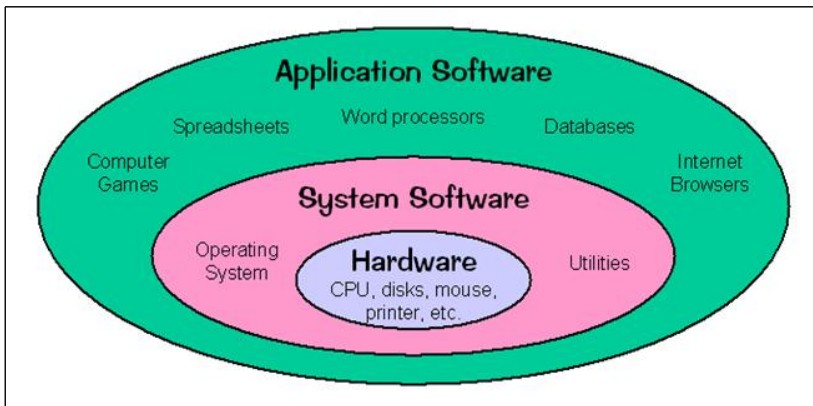 Application Software
Spreadsheets
Word processors
Databases
Computer
Games
Internet
Browsers
System Software
Operating
System
Utilities
Hardware
CPU, disks, mouse,
printer, etc.